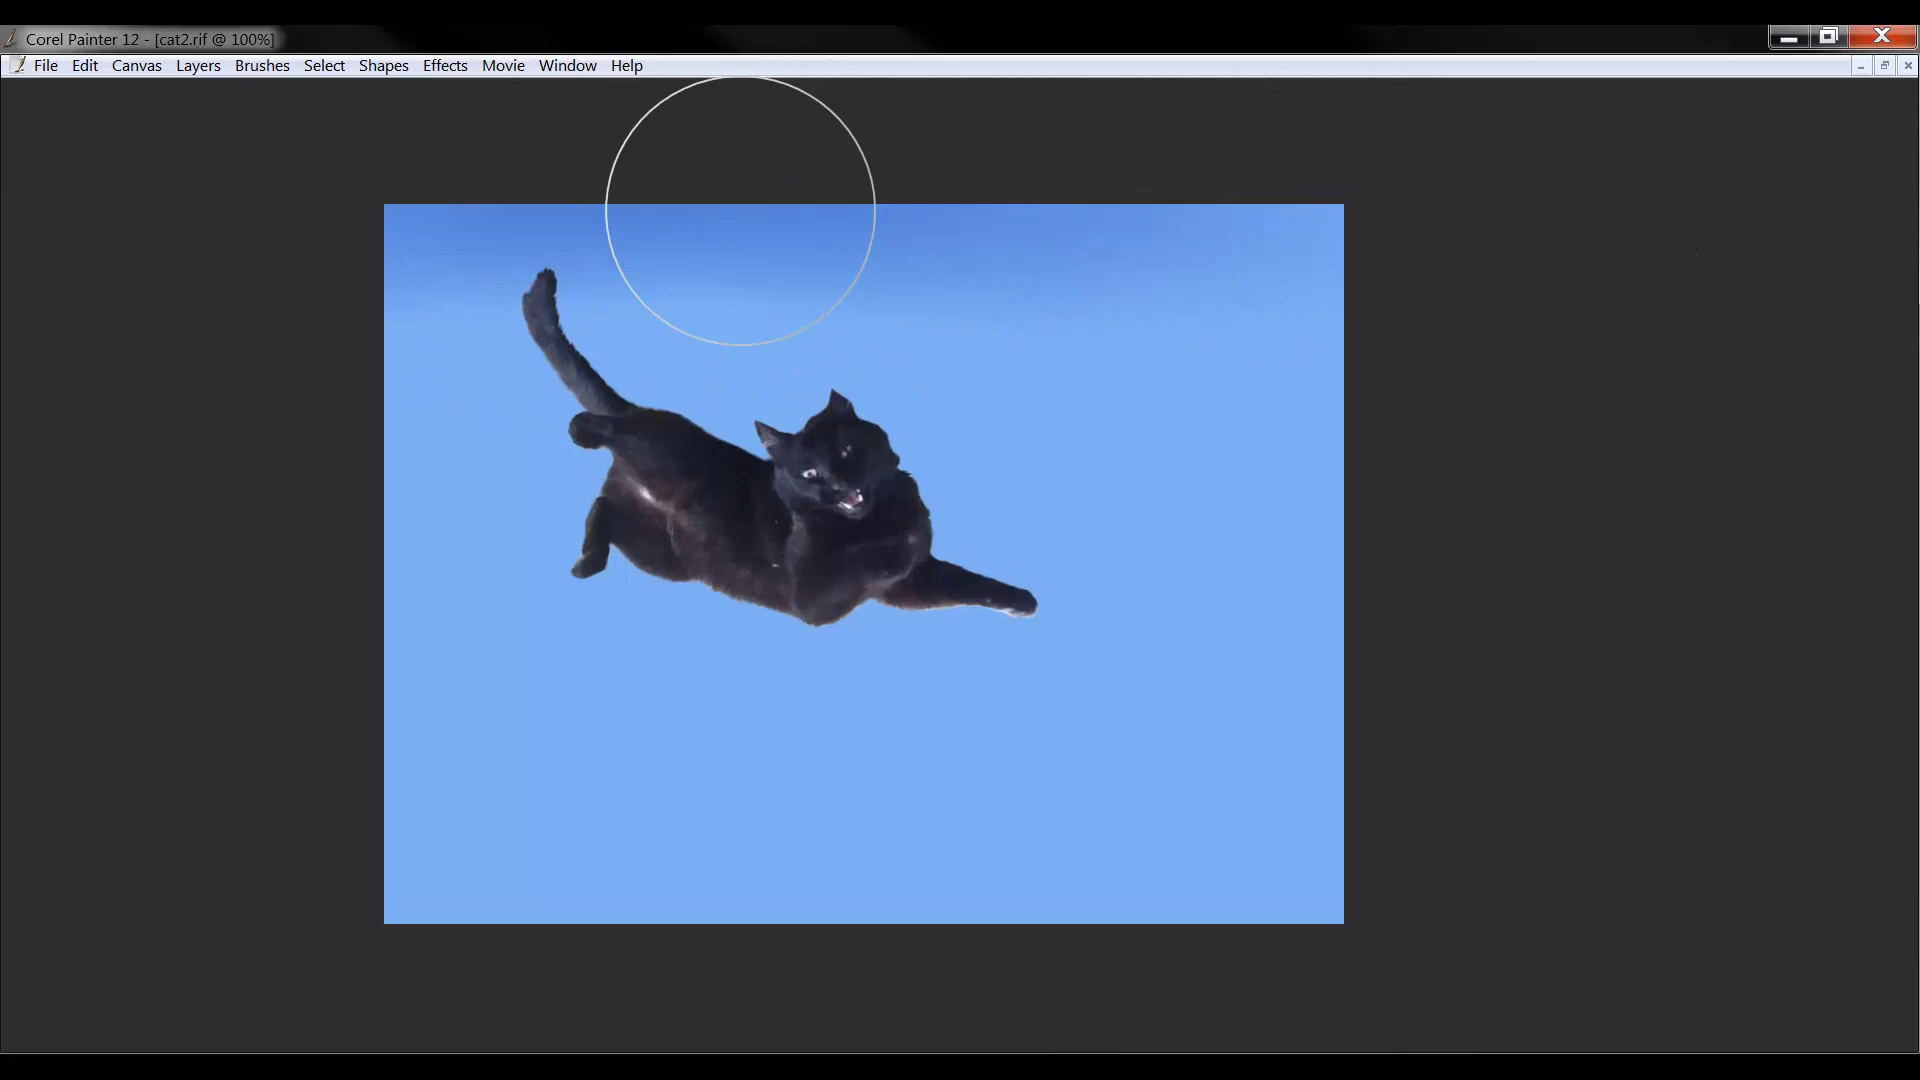 Corel Painter 12 - [cat2.rif @ 100%]
File Edit Canvas Layers Brushes Select Shapes Effects Movie Window Help